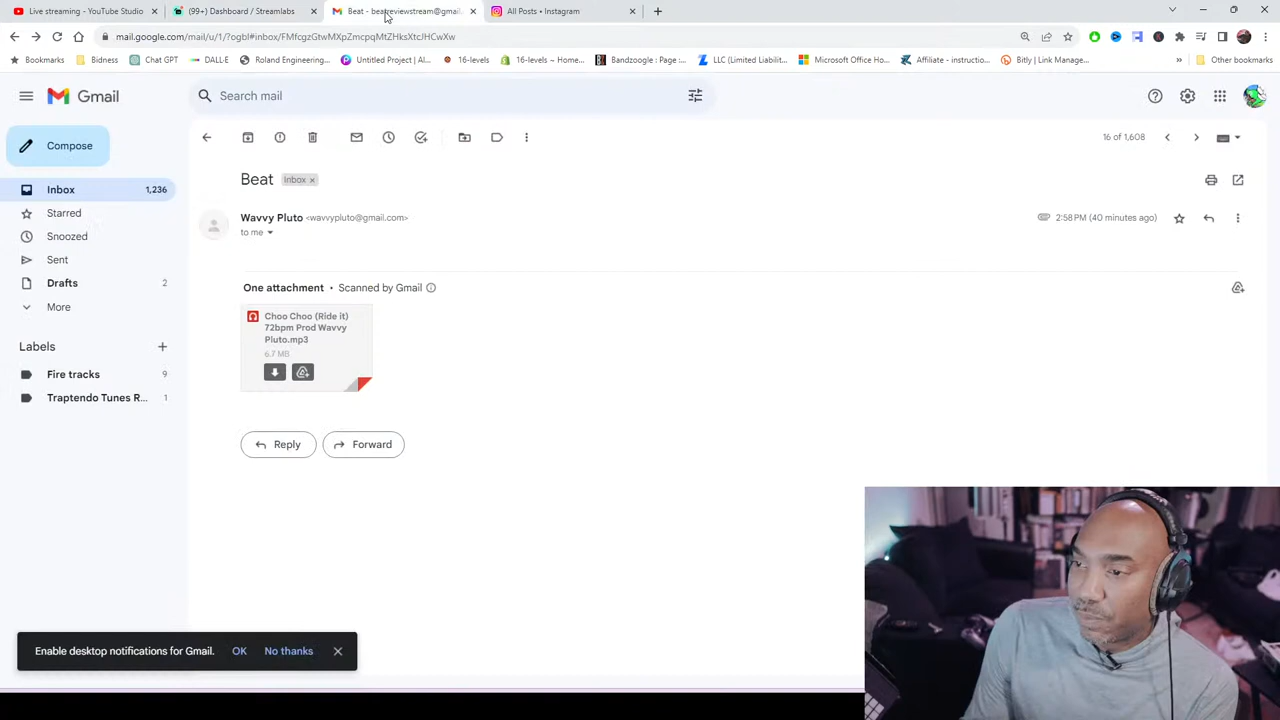 Live streaming - YouTube Studio
(99+) Dashboard / Streamlabs
Beat - beatreviewstream@gmail.
All Posts • Instagram
mail.google.com/mail/u/1/?ogbl#inbox/FMfcgzGtwMXpZmcpqMtZHksXtcJHCwXw
Bookmarks
Bidness
Chat GPT
DALL·E
Roland Engineering...
Untitled Project | Al...
16-levels
16-levels ~ Home...
Bandzoogle : Page :...
LLC (Limited Liabilit...
Microsoft Office Ho...
Affiliate - instructio...
Bitly | Link Manage...
Other bookmarks
Gmail
Search mail
Compose
16 of 1,608
Beat
Inbox ×
Inbox 1,236
Starred
Snoozed
Sent
Drafts 2
More
Labels
Fire tracks 9
Traptendo Tunes R... 1
Wavvy Pluto <wavvypluto@gmail.com>
2:58 PM (40 minutes ago)
to me
One attachment • Scanned by Gmail
Choo Choo (Ride it)
72bpm Prod Wavvy
Pluto.mp3
6.7 MB
Reply
Forward
Enable desktop notifications for Gmail. OK No thanks